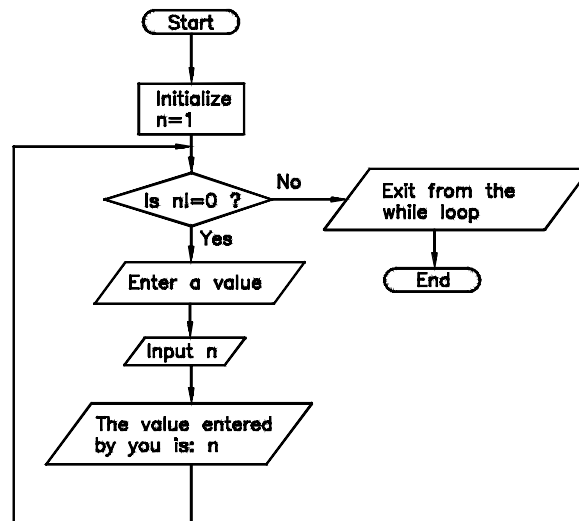 Start
Initialize
n=1
Is n!=0 ?
No
Exit from the
while loop
Yes
End
Enter a value
Input n
The value entered
by you is: n